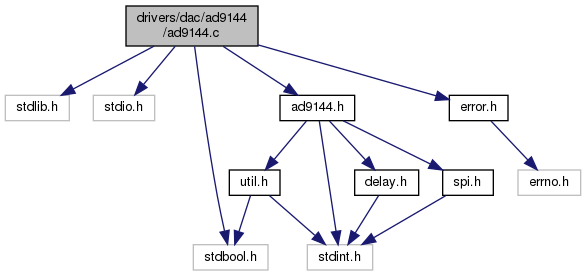 drivers/dac/ad9144
/ad9144.c
stdlib.h
stdio.h
ad9144.h
error.h
util.h
delay.h
spi.h
errno.h
stdbool.h
stdint.h